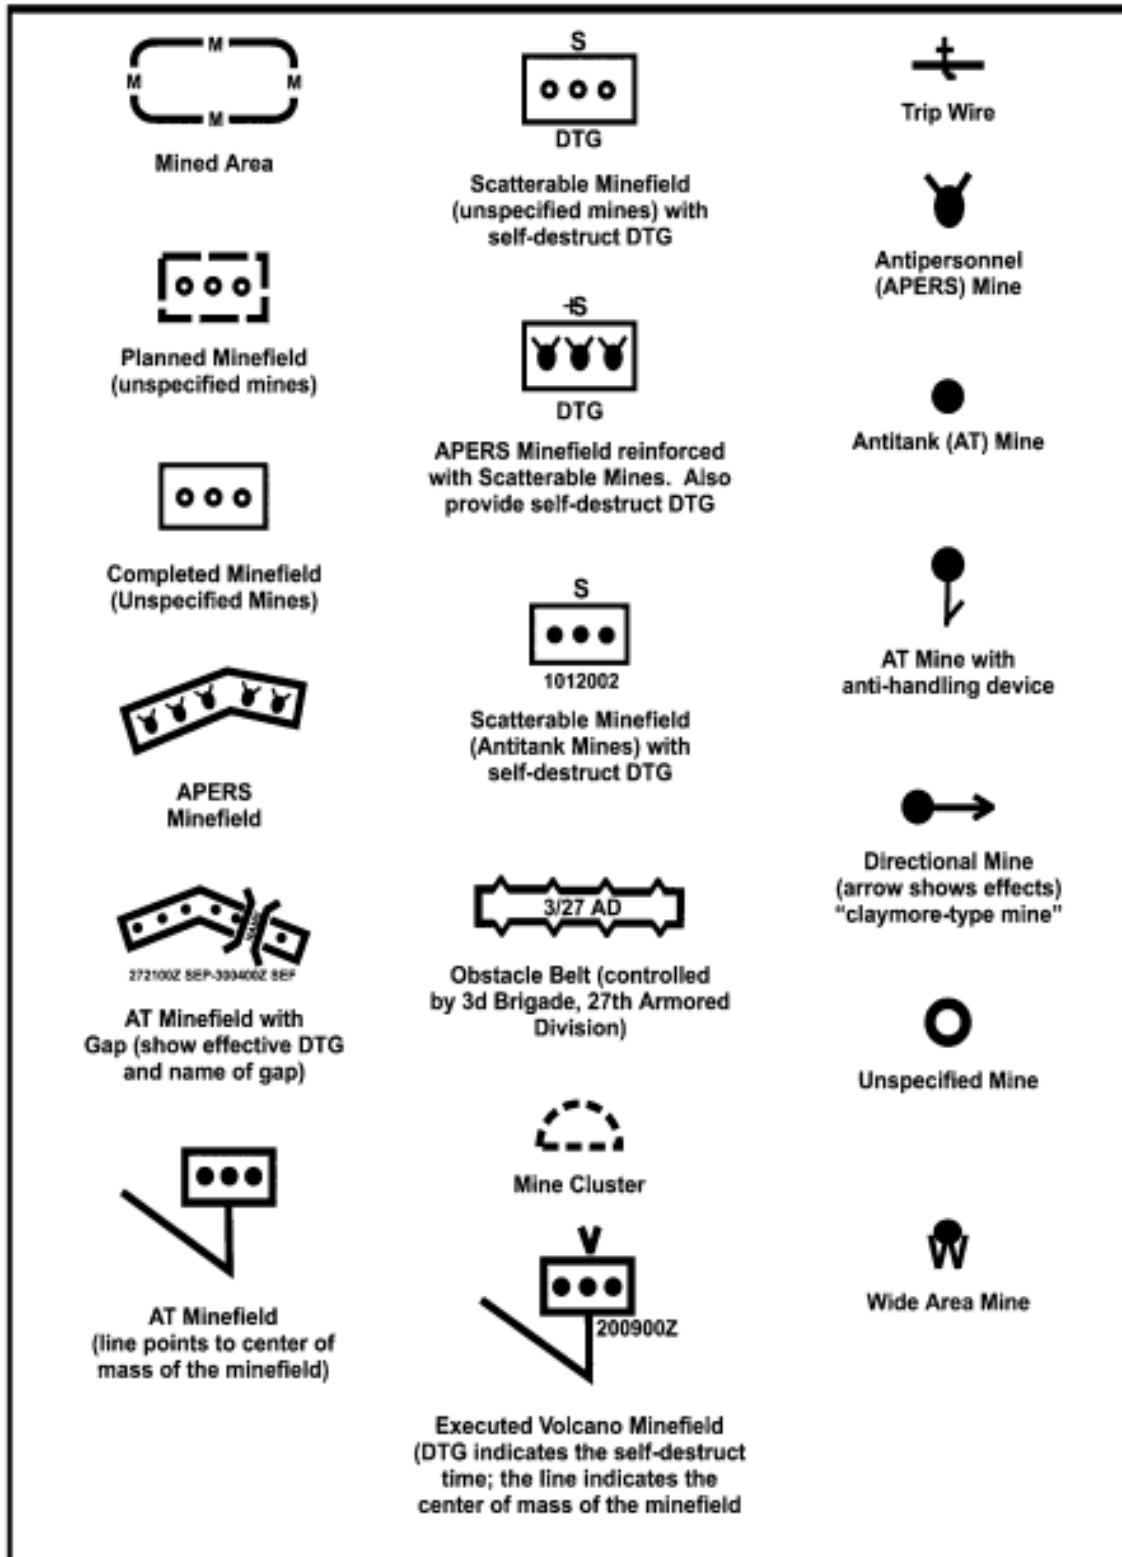 M
M
M
M
Mined Area
Planned Minefield
(unspecified mines)
Completed Minefield
(Unspecified Mines)
APERS
Minefield
NAME
272100Z SEP-300400Z SEP
AT Minefield with
Gap (show effective DTG
and name of gap)
AT Minefield
(line points to center of
mass of the minefield)
S
DTG
Scatterable Minefield
(unspecified mines) with
self-destruct DTG
+S
DTG
APERS Minefield reinforced
with Scatterable Mines. Also
provide self-destruct DTG
S
1012002
Scatterable Minefield
(Antitank Mines) with
self-destruct DTG
3/27 AD
Obstacle Belt (controlled
by 3d Brigade, 27th Armored
Division)
Mine Cluster
V
200900Z
Executed Volcano Minefield
(DTG indicates the self-destruct
time; the line indicates the
center of mass of the minefield
Trip Wire
Antipersonnel
(APERS) Mine
Antitank (AT) Mine
AT Mine with
anti-handling device
Directional Mine
(arrow shows effects)
“claymore-type mine”
Unspecified Mine
W
Wide Area Mine